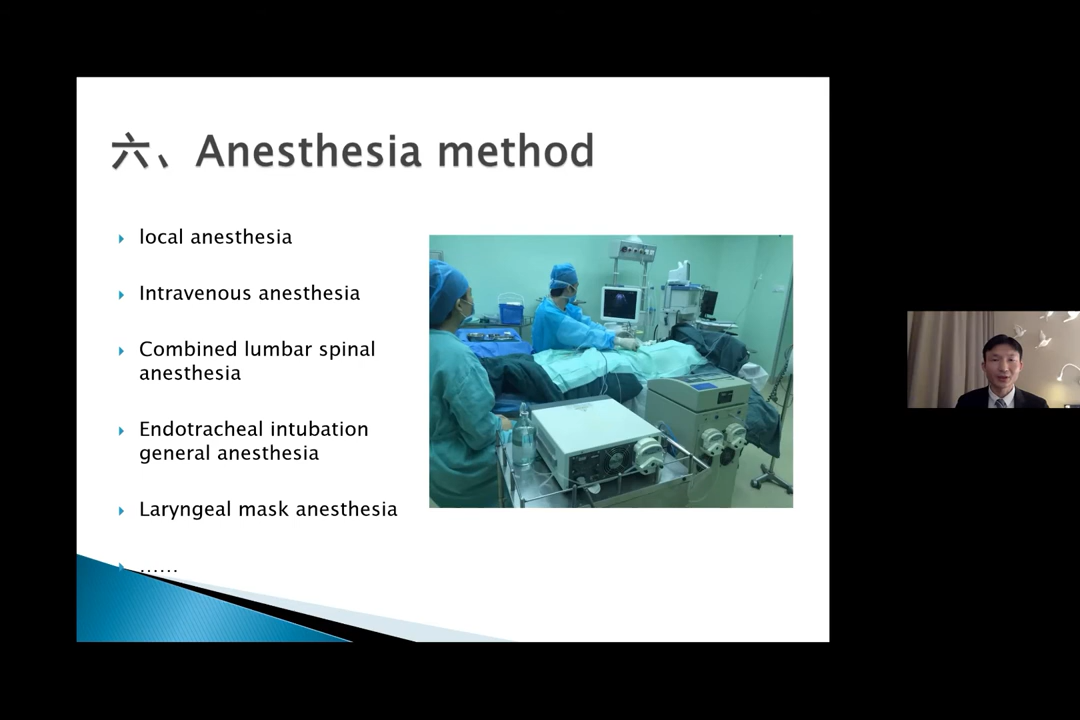 六、Anesthesia method
local anesthesia
Intravenous anesthesia
Combined lumbar spinal
anesthesia
Endotracheal intubation
general anesthesia
Laryngeal mask anesthesia
......